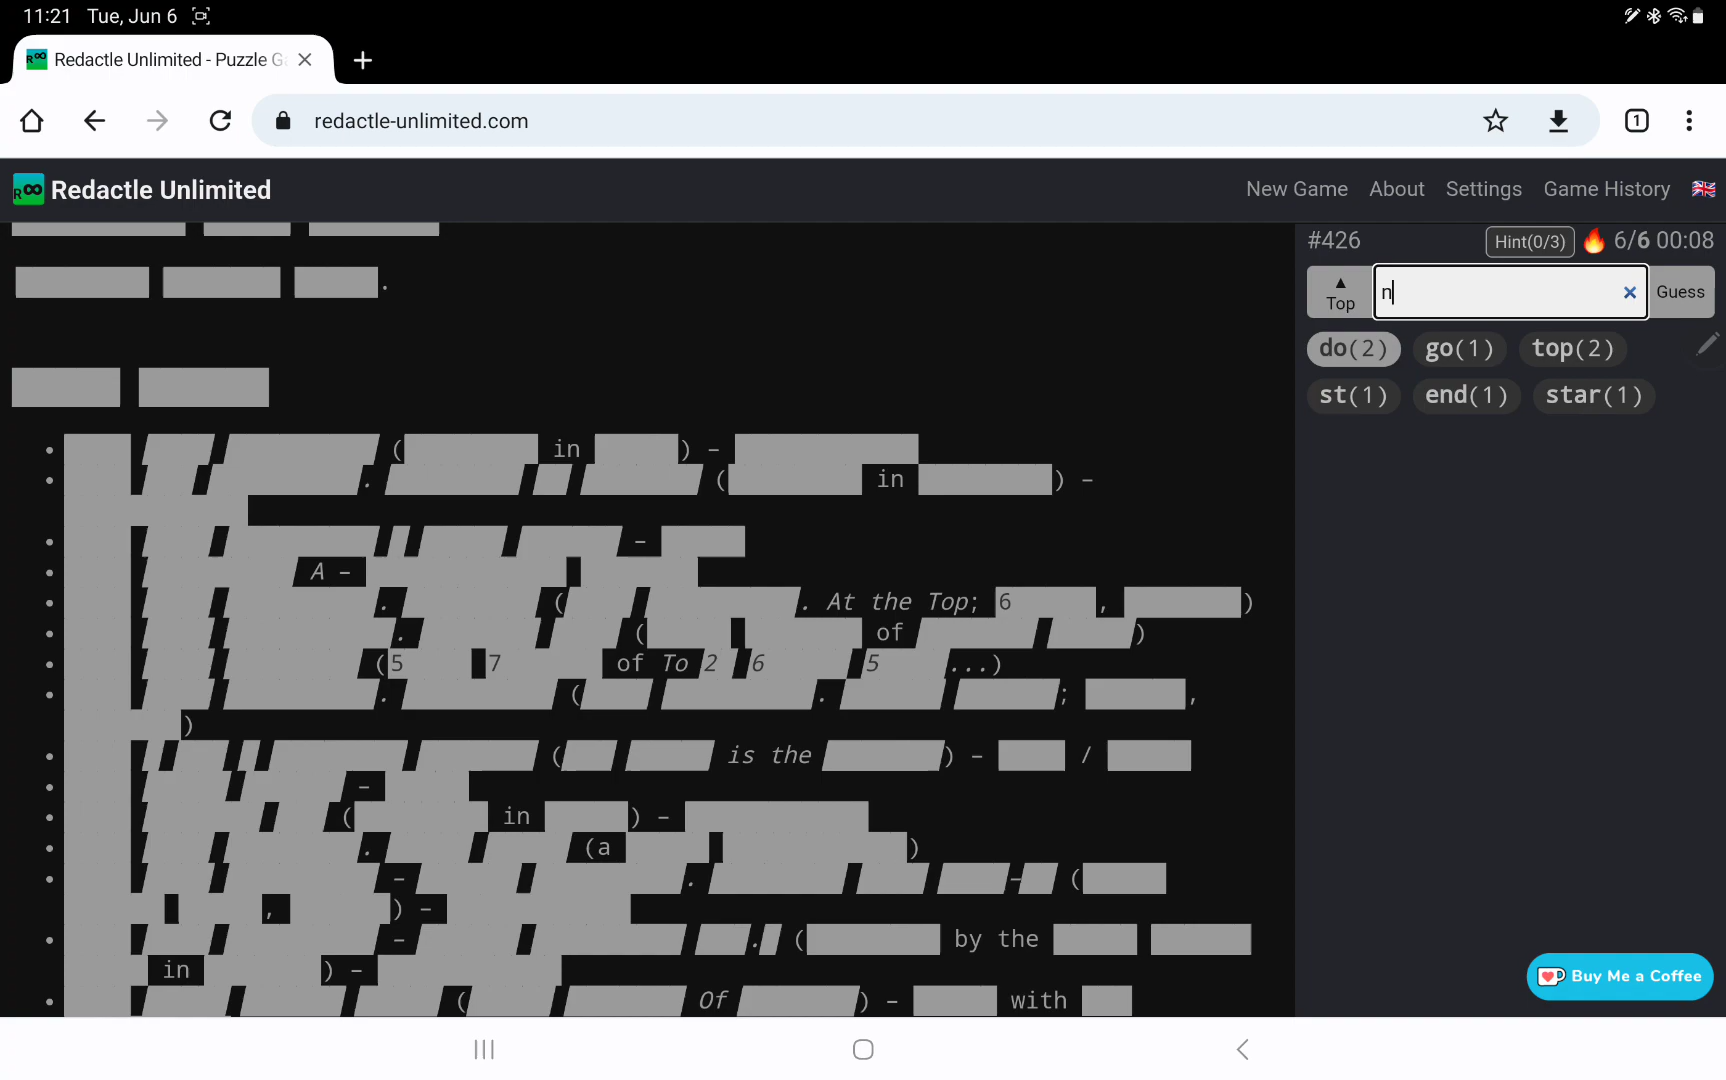 11:21 Tue, Jun 6
Redactle Unlimited - Puzzle G
redactle-unlimited.com
1
R∞ Redactle Unlimited
New Game About Settings Game History
#426 Hint(0/3) 6/6 00:08
▲ Top n × Guess
do(2) go(1) top(2)
st(1) end(1) star(1)
.
( in ) –
. ( in ) –
–
A –
. ( . At the Top; 6 , )
. ( of )
(5 7 of To 2 6 5 ...)
. ( . ; ,
)
( is the ) – /
–
( in ) –
. (a )
– . – (
, ) –
– . ( by the
in ) –
( Of ) – with
Buy Me a Coffee